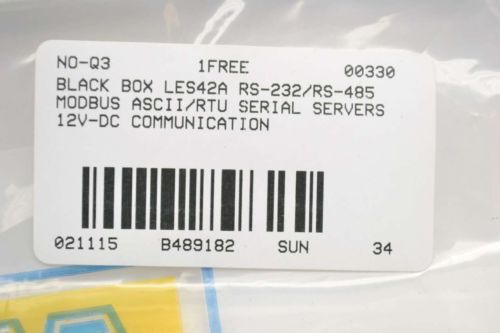 NO-Q3 1FREE 00330
BLACK BOX LES42A RS-232/RS-485
MODBUS ASCII/RTU SERIAL SERVERS
12V-DC COMMUNICATION
021115 B489182 SUN 34